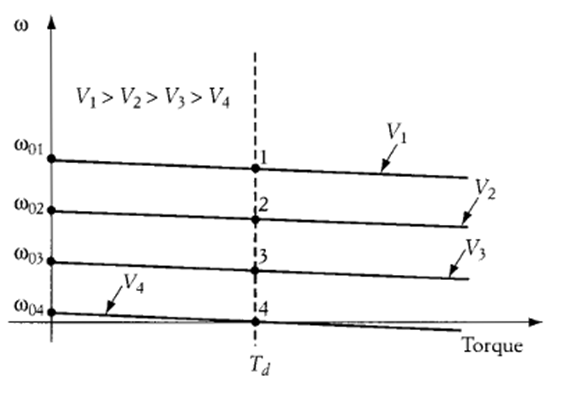 ω
V₁ > V₂ > V₃ > V₄
V₁
ω₀₁
1
V₂
ω₀₂
2
V₃
ω₀₃
3
V₄
ω₀₄
4
Torque
T_d